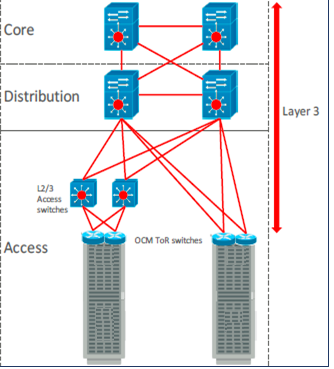 Core
Distribution
Layer 3
L2/3
Access
switches
OCM ToR switches
Access